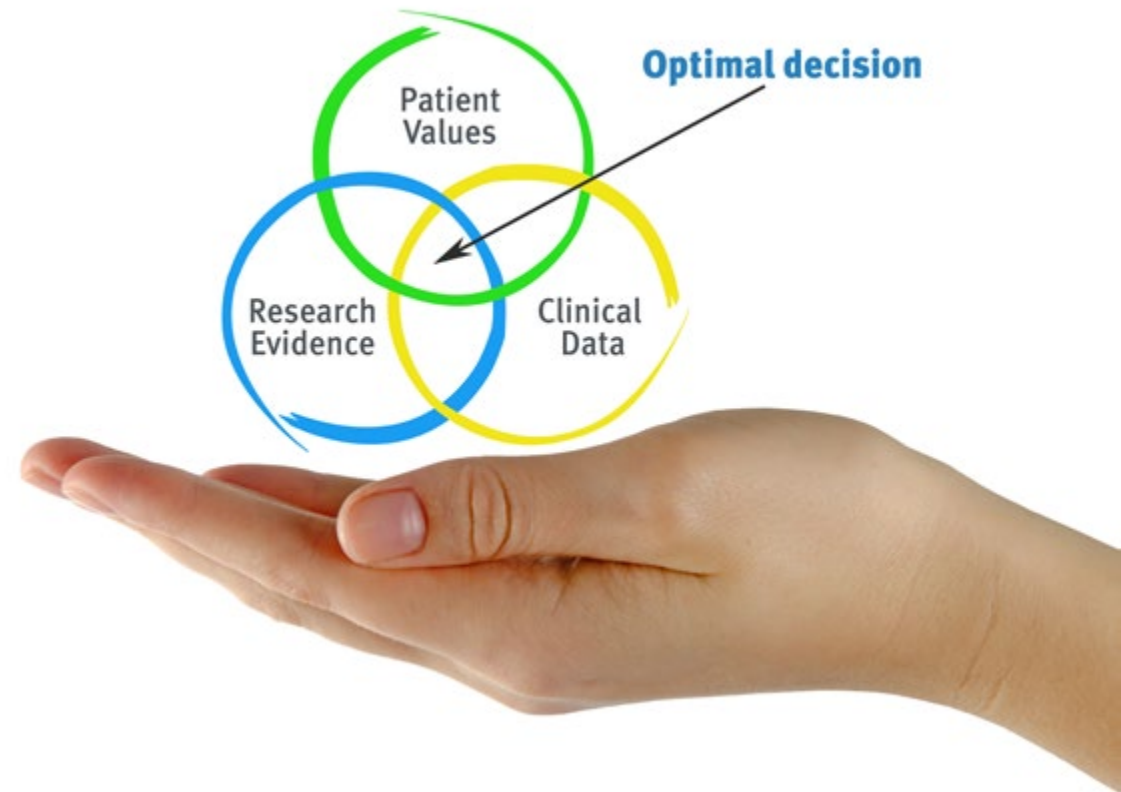 Optimal decision
Patient
Values
Research
Evidence
Clinical
Data